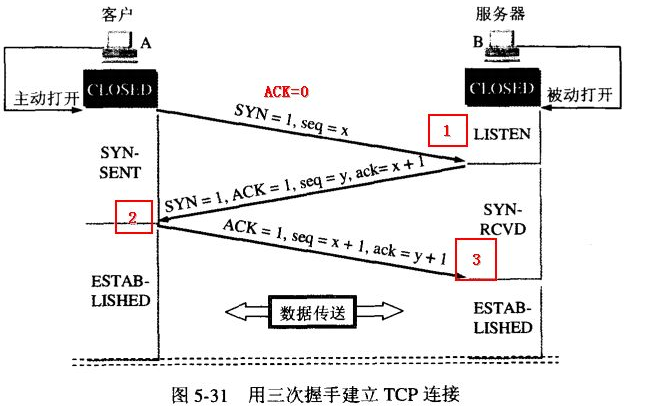 客户
服务器
A
B
CLOSED
CLOSED
主动打开
被动打开
ACK=0
SYN = 1, seq = x
1
LISTEN
SYN-
SENT
SYN = 1, ACK = 1, seq = y, ack= x + 1
2
SYN-
RCVD
ACK = 1, seq = x + 1, ack = y + 1
3
ESTAB-
LISHED
数据传送
ESTAB-
LISHED
图 5-31 用三次握手建立 TCP 连接